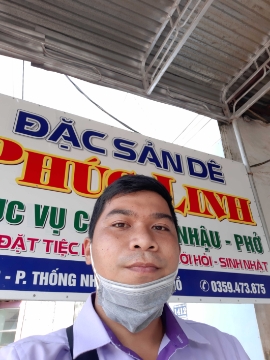 ĐẶC SẢN DÊ
PHÚC LINH
ỤC VỤ C NHẬU - PHỞ
ĐẶT TIỆC ỚI HỎI - SINH NHẬT
- P. THỐNG NH 0359.473.675